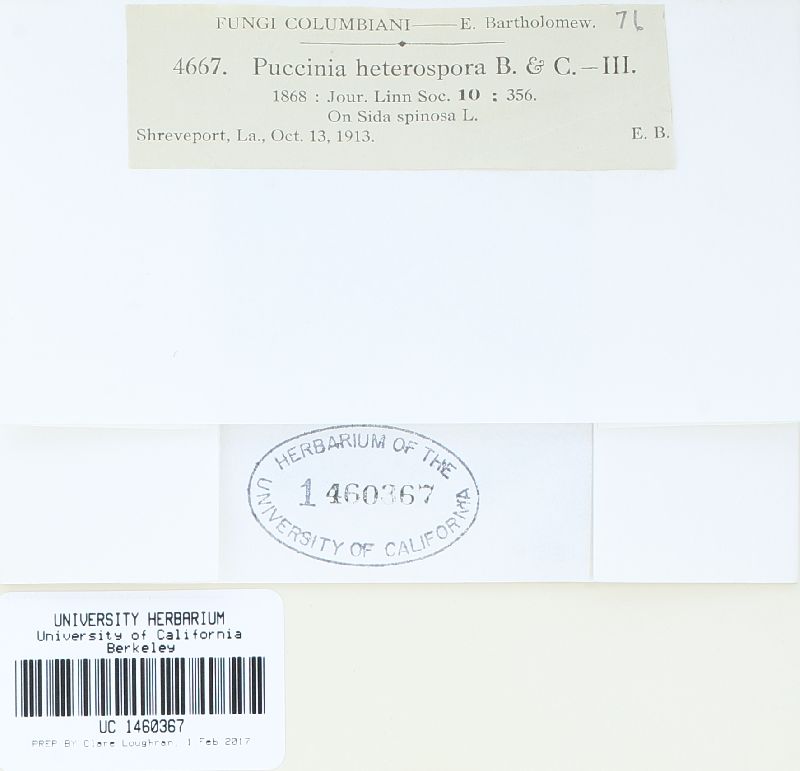 FUNGI COLUMBIANI——E. Bartholomew. 76
4667. Puccinia heterospora B. & C.—III.
1868 : Jour. Linn Soc. 10 : 356.
On Sida spinosa L.
Shreveport, La., Oct. 13, 1913. E. B.
HERBARIUM OF THE
1460367
UNIVERSITY OF CALIFORNIA
UNIVERSITY HERBARIUM
University of California
Berkeley
UC 1460367
PREP BY Clare Loughran, 1 Feb 2017